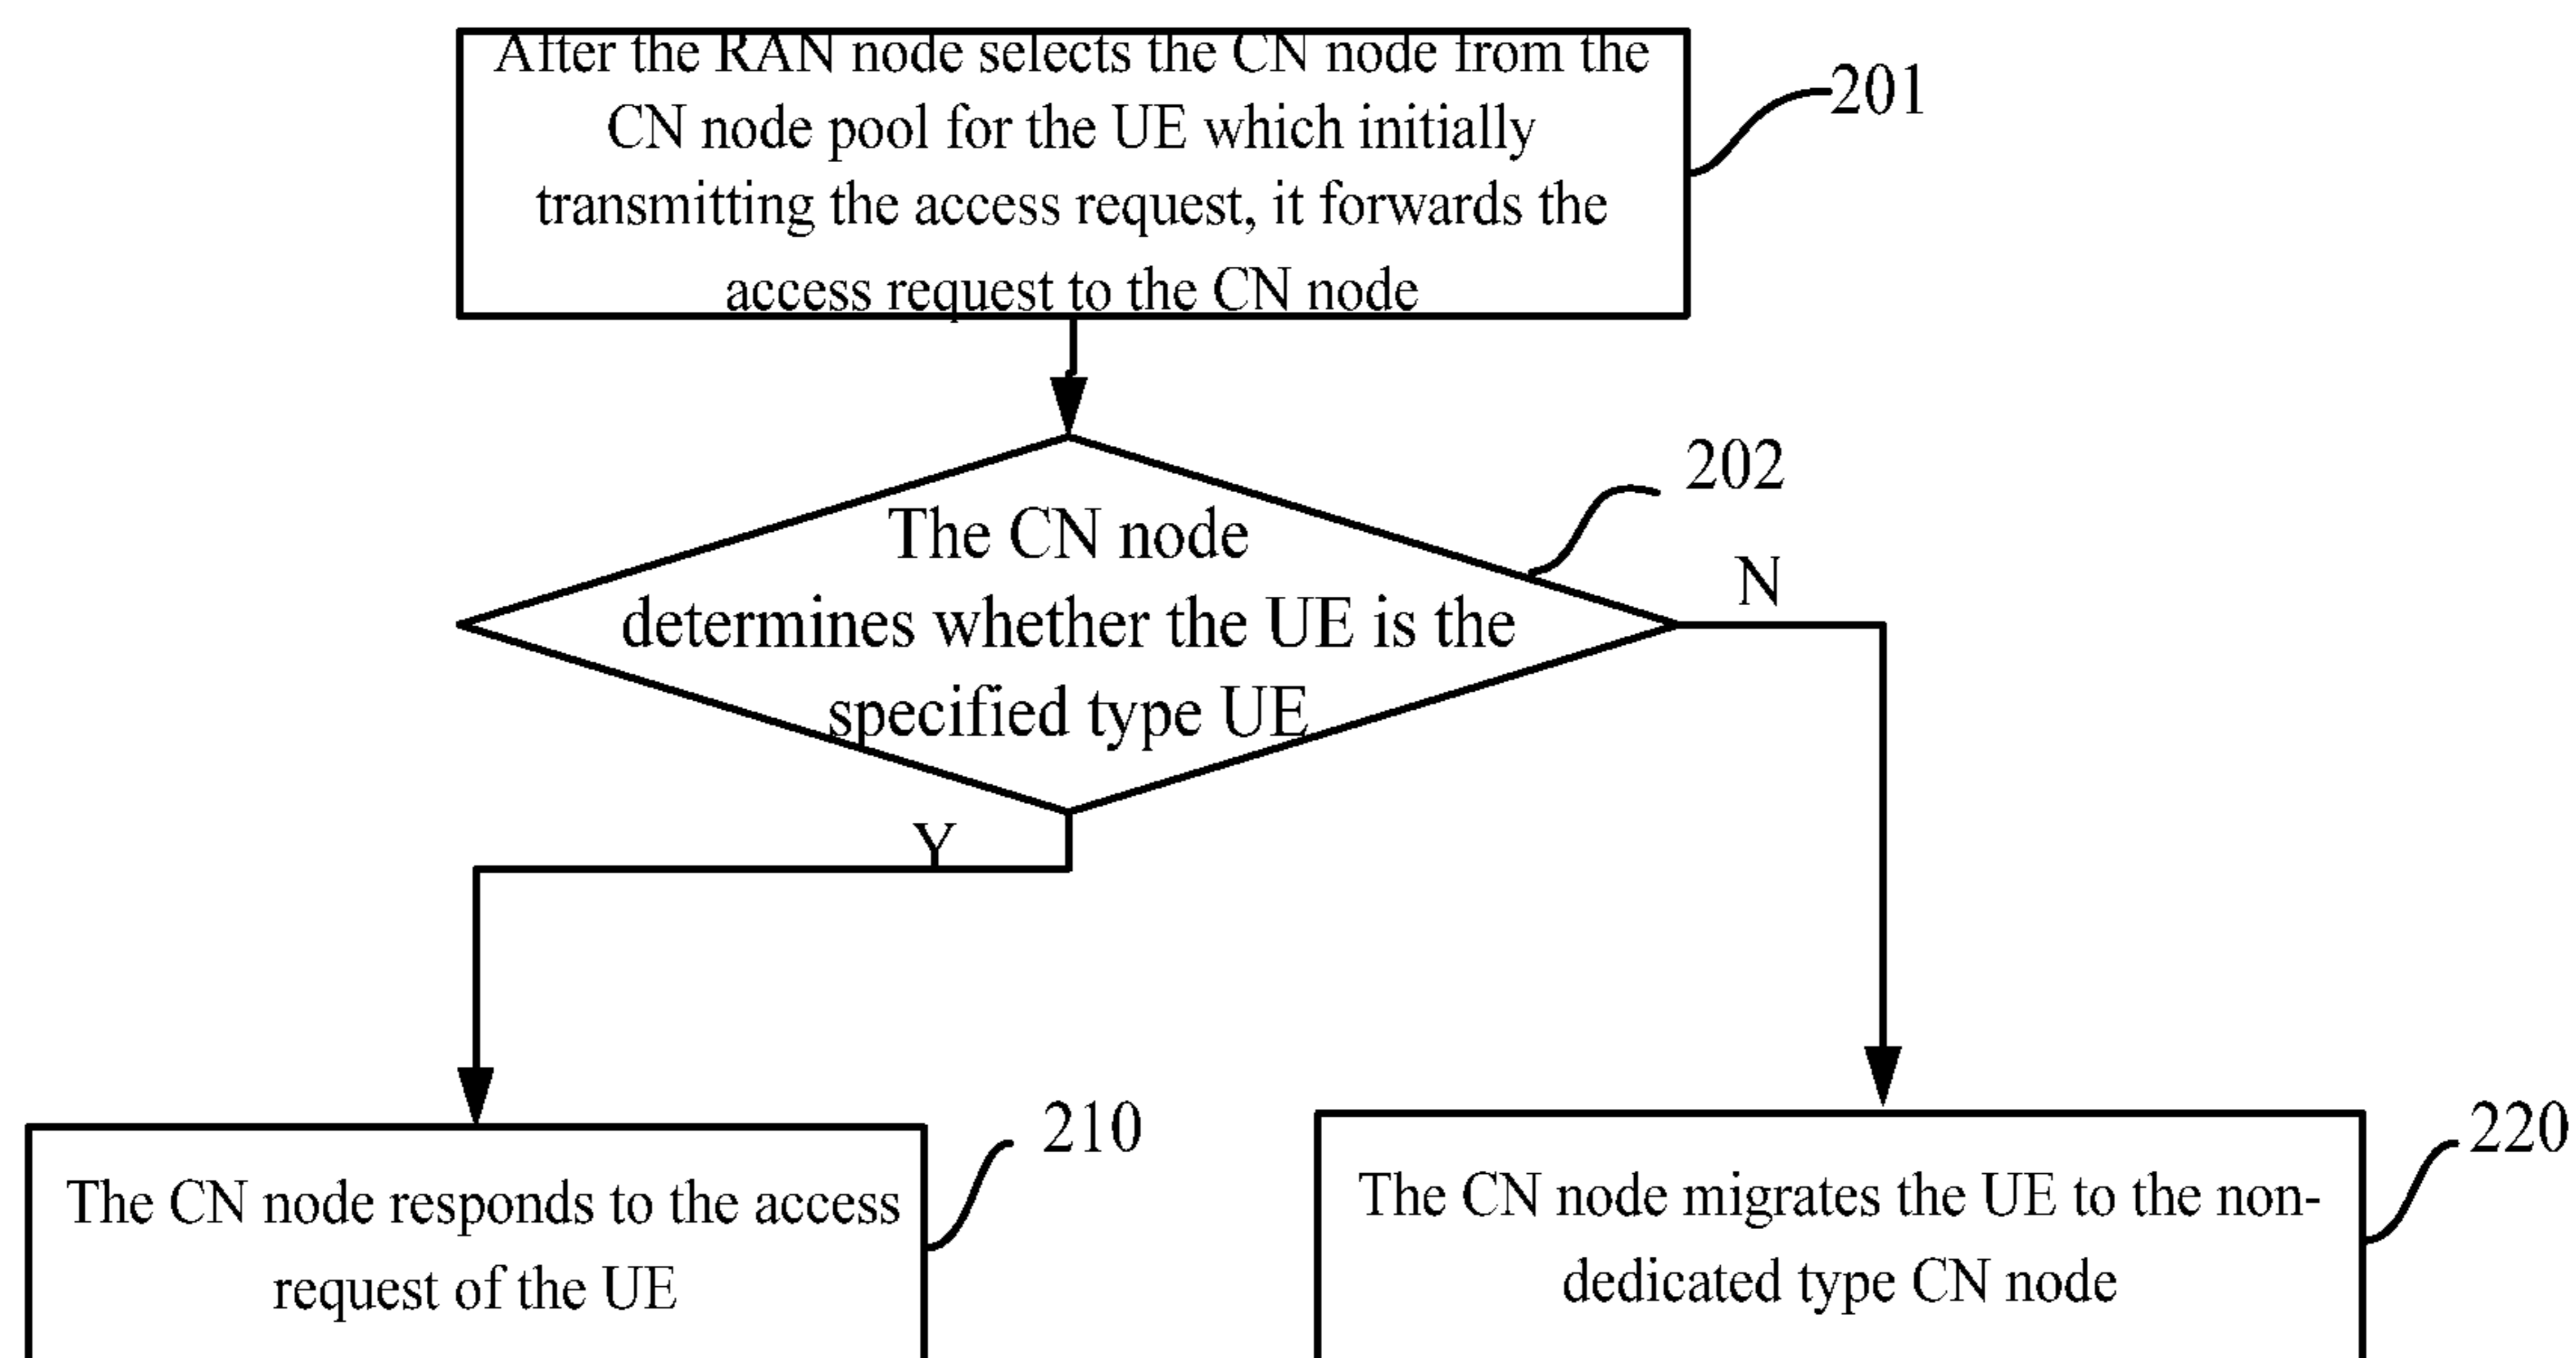 After the RAN node selects the CN node from the
CN node pool for the UE which initially
transmitting the access request, it forwards the
access request to the CN node
201
202
The CN node
determines whether the UE is the
specified type UE
N
Y
210
220
The CN node responds to the access
request of the UE
The CN node migrates the UE to the non-
dedicated type CN node